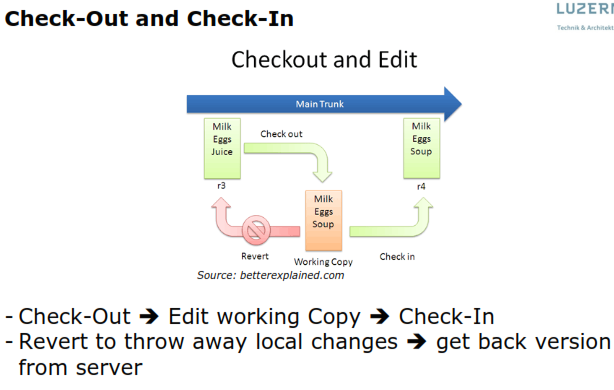 Check-Out and Check-In
LUZERN
Technik & Architekt
Checkout and Edit
Main Trunk
Milk
Eggs
Juice
Check out
Milk
Eggs
Soup
r3
r4
Milk
Eggs
Soup
Revert
Working Copy
Check in
Source: betterexplained.com
- Check-Out ➔ Edit working Copy ➔ Check-In
- Revert to throw away local changes ➔ get back version
from server